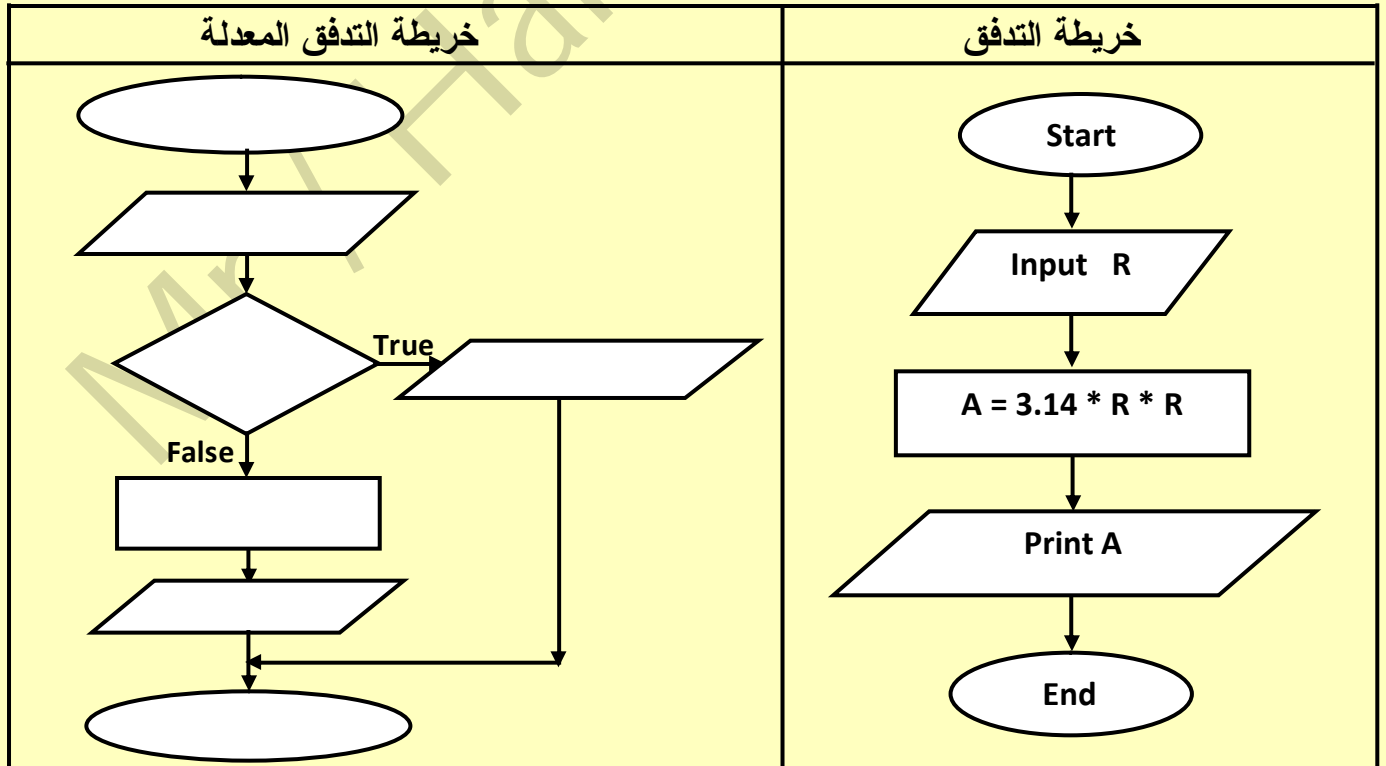 خريطة التدفق
خريطة التدفق المعدلة
Start
Input R
A = 3.14 * R * R
Print A
End
True
False